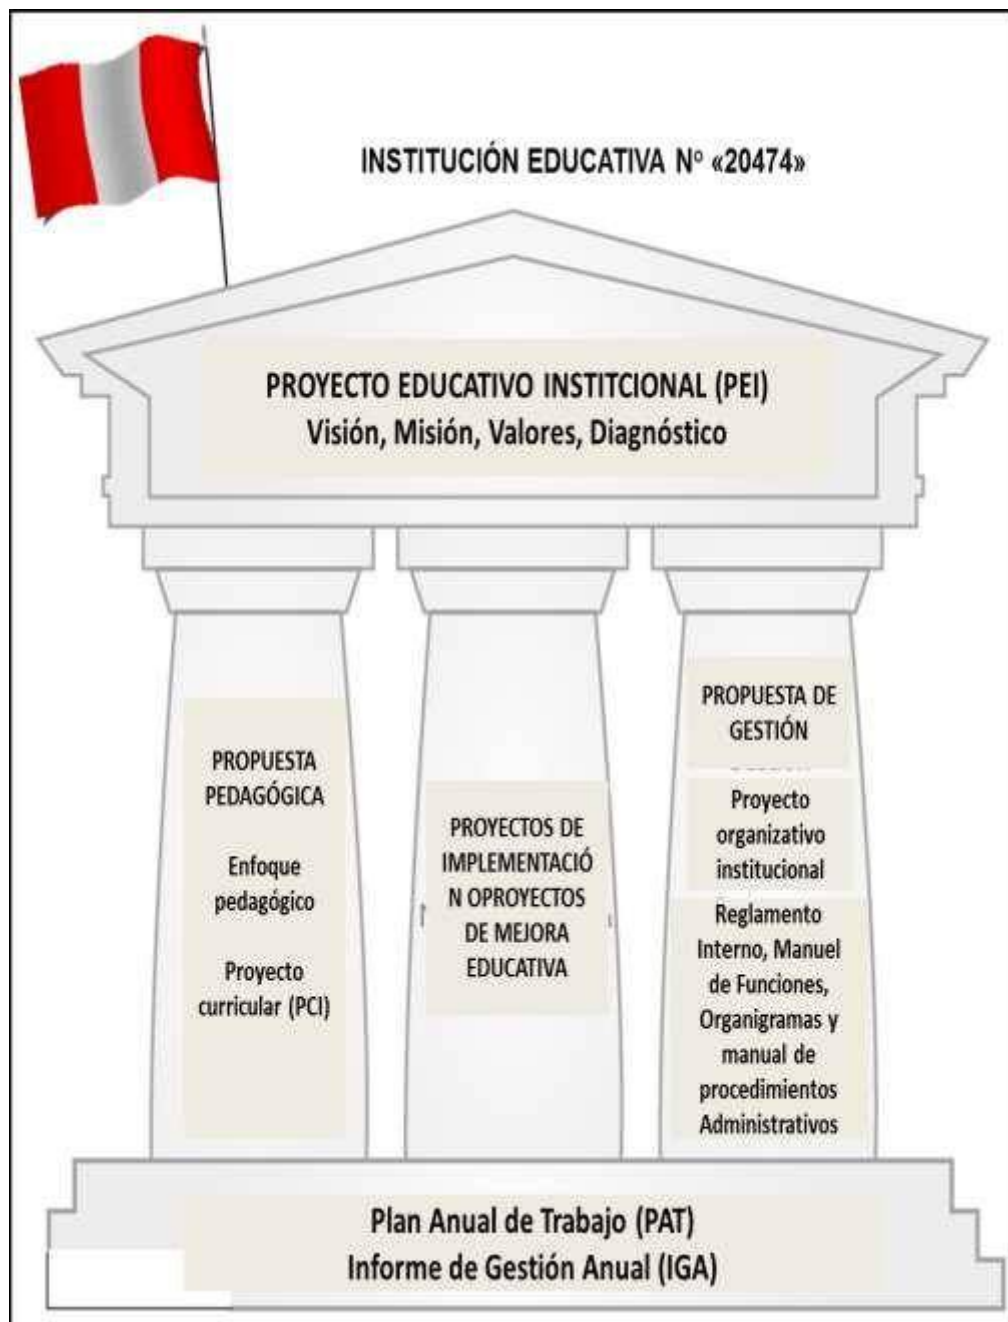 INSTITUCIÓN EDUCATIVA Nº «20474»
PROYECTO EDUCATIVO INSTITCIONAL (PEI)
Visión, Misión, Valores, Diagnóstico
PROPUESTA
PEDAGÓGICA
Enfoque
pedagógico
Proyecto
curricular (PCI)
PROYECTOS DE
IMPLEMENTACIÓ
N OPROYECTOS
DE MEJORA
EDUCATIVA
PROPUESTA DE
GESTIÓN
Proyecto
organizativo
institucional
Reglamento
Interno, Manuel
de Funciones,
Organigramas y
manual de
procedimientos
Administrativos
Plan Anual de Trabajo (PAT)
Informe de Gestión Anual (IGA)